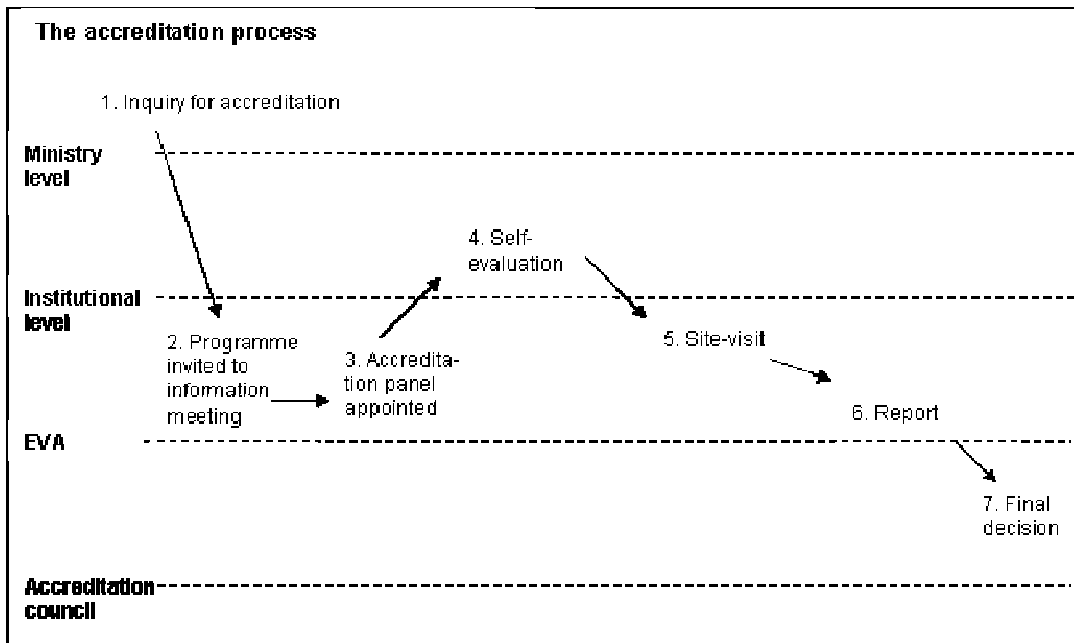 The accreditation process
1. Inquiry for accreditation
Ministry
level
4. Self-
evaluation
Institutional
level
2. Programme
invited to
information
meeting
3. Accredita-
tion panel
appointed
5. Site-visit
6. Report
EVA
7. Final
decision
Accreditation
council